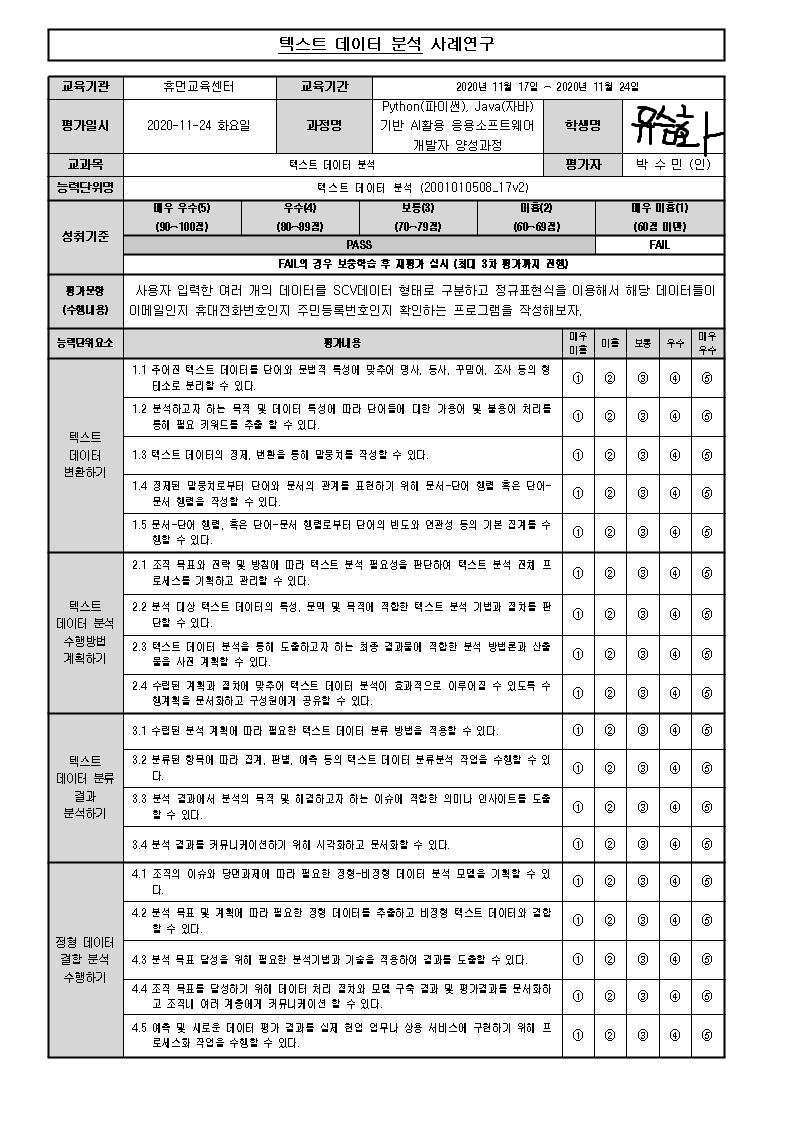 텍스트 데이터 분석 사례연구
교육기관 휴먼교육센터 교육기간 2020년 11월 17일 ~ 2020년 11월 24일
평가일시 2020-11-24 화요일 과정명 Python(파이썬), Java(자바)
기반 AI활용 응용소프트웨어
개발자 양성과정
학생명
교과목 텍스트 데이터 분석 평가자 박 수 민 (인)
능력단위명 텍스트 데이터 분석 (2001010508_17v2)
성취기준
매우 우수(5) 우수(4) 보통(3) 미흡(2) 매우 미흡(1)
(90~100점) (80~89점) (70~79점) (60~69점) (60점 미만)
PASS FAIL
FAIL의 경우 보충학습 후 재평가 실시 (최대 3차 평가까지 진행)
평가문항
(수행내용)
사용자 입력한 여러 개의 데이터를 SCV데이터 형태로 구분하고 정규표현식을 이용해서 해당 데이터들이
이메일인지 휴대전화번호인지 주민등록번호인지 확인하는 프로그램을 작성해보자.
능력단위요소 평가내용 매우 미흡 미흡 보통 우수 매우 우수
텍스트
데이터
변환하기
1.1 주어진 텍스트 데이터를 단어와 문법적 특성에 맞추어 명사, 동사, 꾸밈어, 조사 등의 형
태소로 분리할 수 있다. ① ② ③ ④ ⑤
1.2 분석하고자 하는 목적 및 데이터 특성에 따라 단어들에 대한 가용어 및 불용어 처리를
통해 필요 키워드를 추출 할 수 있다. ① ② ③ ④ ⑤
1.3 텍스트 데이터의 정제, 변환을 통해 말뭉치를 작성할 수 있다. ① ② ③ ④ ⑤
1.4 정제된 말뭉치로부터 단어와 문서의 관계를 표현하기 위해 문서-단어 행렬 혹은 단어-
문서 행렬을 작성할 수 있다. ① ② ③ ④ ⑤
1.5 문서-단어 행렬, 혹은 단어-문서 행렬로부터 단어의 빈도와 연관성 등의 기본 집계를 수
행할 수 있다. ① ② ③ ④ ⑤
텍스트
데이터 분석
수행방법
계획하기
2.1 조직 목표와 전략 및 방침에 따라 텍스트 분석 필요성을 판단하여 텍스트 분석 전체 프
로세스를 기획하고 관리할 수 있다. ① ② ③ ④ ⑤
2.2 분석 대상 텍스트 데이터의 특성, 문맥 및 목적에 적합한 텍스트 분석 기법과 절차를 판
단할 수 있다. ① ② ③ ④ ⑤
2.3 텍스트 데이터 분석을 통해 도출하고자 하는 최종 결과물에 적합한 분석 방법론과 산출
물을 사전 계획할 수 있다. ① ② ③ ④ ⑤
2.4 수립된 계획과 절차에 맞추어 텍스트 데이터 분석이 효과적으로 이루어질 수 있도록 수
행계획을 문서화하고 구성원에게 공유할 수 있다. ① ② ③ ④ ⑤
텍스트
데이터 분류
결과
분석하기
3.1 수립된 분석 계획에 따라 필요한 텍스트 데이터 분류 방법을 적용할 수 있다. ① ② ③ ④ ⑤
3.2 분류된 항목에 따라 집계, 판별, 예측 등의 텍스트 데이터 분류분석 작업을 수행할 수 있
다. ① ② ③ ④ ⑤
3.3 분석 결과에서 분석의 목적 및 해결하고자 하는 이슈에 적합한 의미나 인사이트를 도출
할 수 있다. ① ② ③ ④ ⑤
3.4 분석 결과를 커뮤니케이션하기 위해 시각화하고 문서화할 수 있다. ① ② ③ ④ ⑤
정형 데이터
결합 분석
수행하기
4.1 조직의 이슈와 당면과제에 따라 필요한 정형-비정형 데이터 분석 모델을 기획할 수 있
다. ① ② ③ ④ ⑤
4.2 분석 목표 및 계획에 따라 필요한 정형 데이터를 추출하고 비정형 텍스트 데이터와 결합
할 수 있다. ① ② ③ ④ ⑤
4.3 분석 목표 달성을 위해 필요한 분석기법과 기술을 적용하여 결과를 도출할 수 있다. ① ② ③ ④ ⑤
4.4 조직 목표를 달성하기 위해 데이터 처리 절차와 모델 구축 결과 및 평가결과를 문서화하
고 조직내 여러 계층에게 커뮤니케이션 할 수 있다. ① ② ③ ④ ⑤
4.5 예측 및 새로운 데이터 평가 결과를 실제 현업 업무나 상용 서비스에 구현하기 위해 프
로세스화 작업을 수행할 수 있다. ① ② ③ ④ ⑤